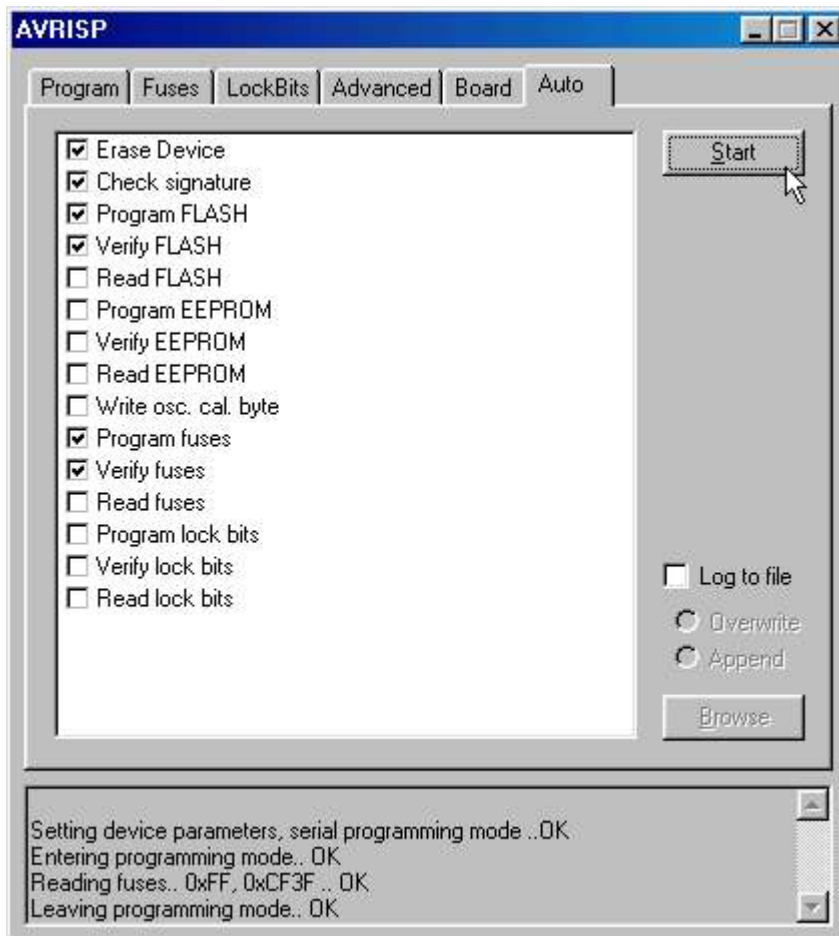 AVRISP
Program Fuses LockBits Advanced Board Auto
Erase Device
Check signature
Program FLASH
Verify FLASH
Read FLASH
Program EEPROM
Verify EEPROM
Read EEPROM
Write osc. cal. byte
Program fuses
Verify fuses
Read fuses
Program lock bits
Verify lock bits
Read lock bits
Start
Log to file
Overwrite
Append
Browse
Setting device parameters, serial programming mode ..OK
Entering programming mode.. OK
Reading fuses.. 0xFF, 0xCF3F .. OK
Leaving programming mode.. OK